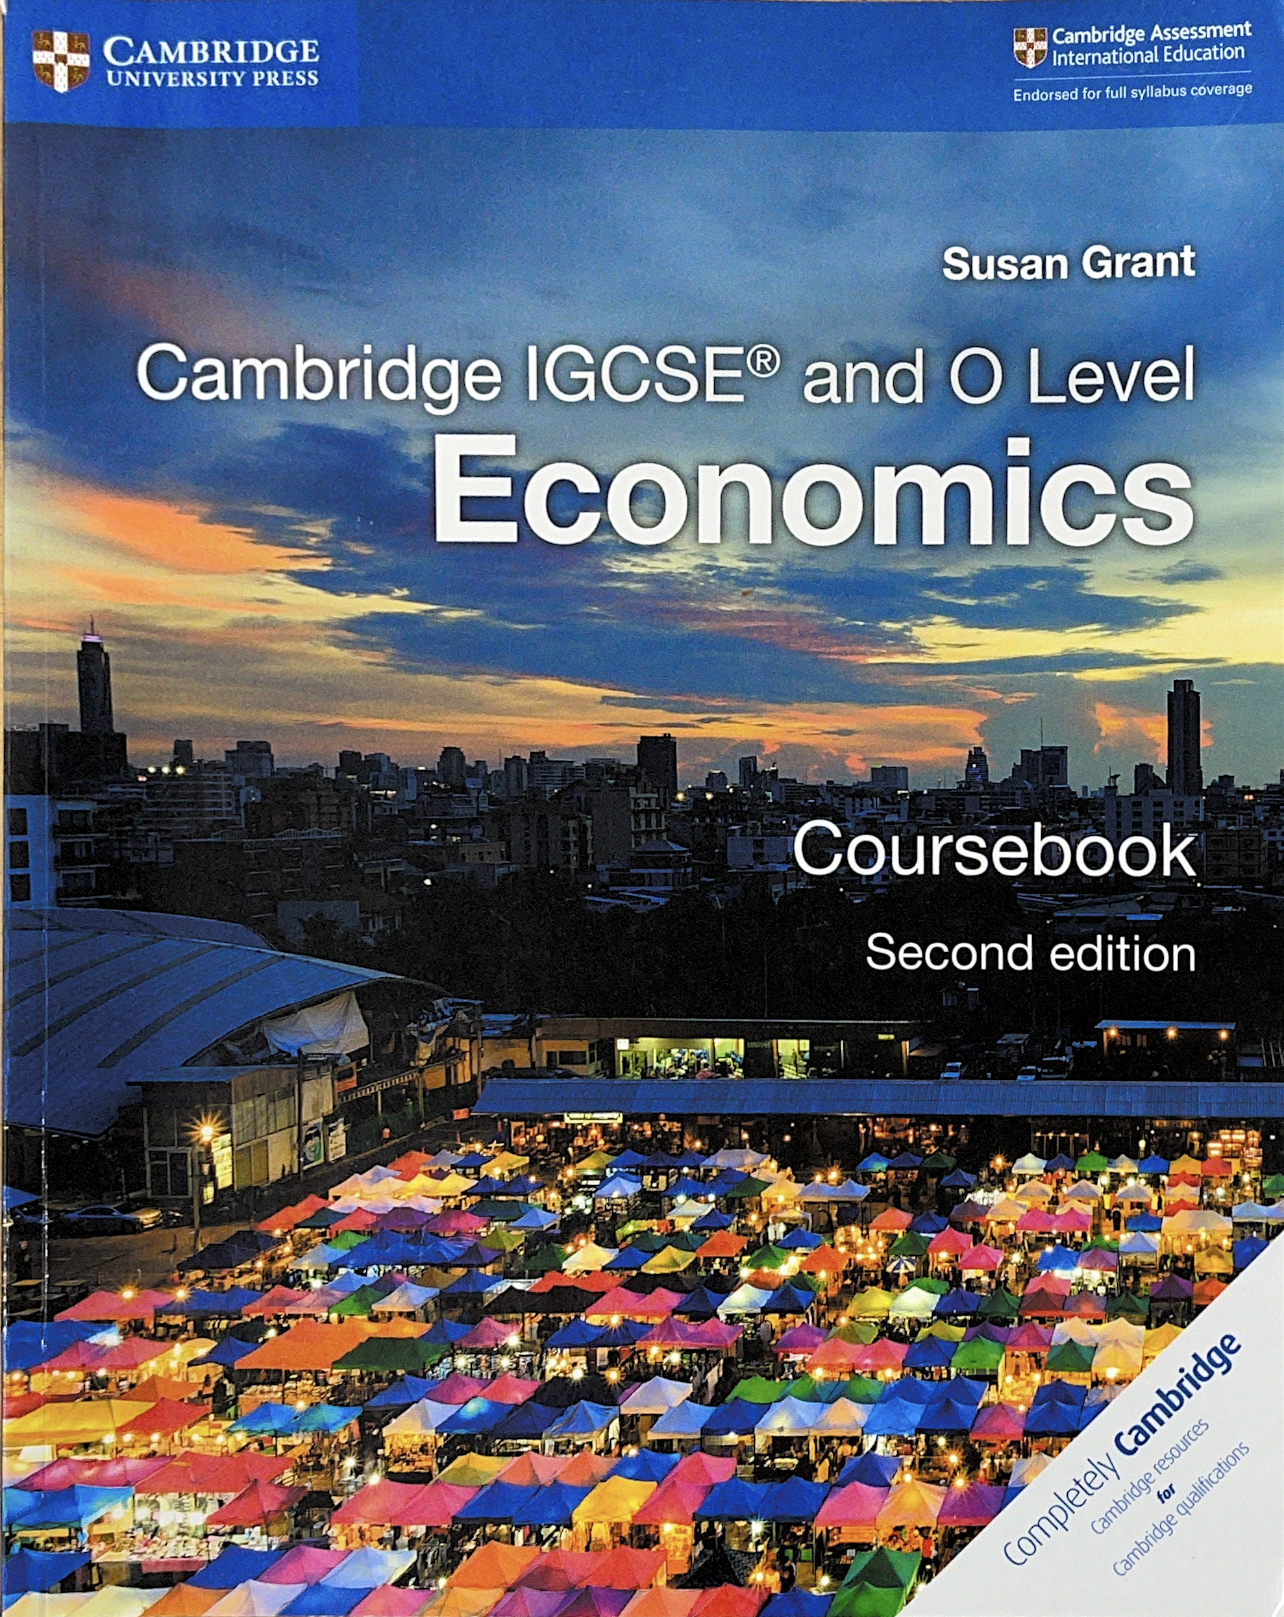 CAMBRIDGE
UNIVERSITY PRESS
Cambridge Assessment
International Education
Endorsed for full syllabus coverage
Susan Grant
Cambridge IGCSE® and O Level
Economics
Coursebook
Second edition
Completely Cambridge
Cambridge resources
for
Cambridge qualifications